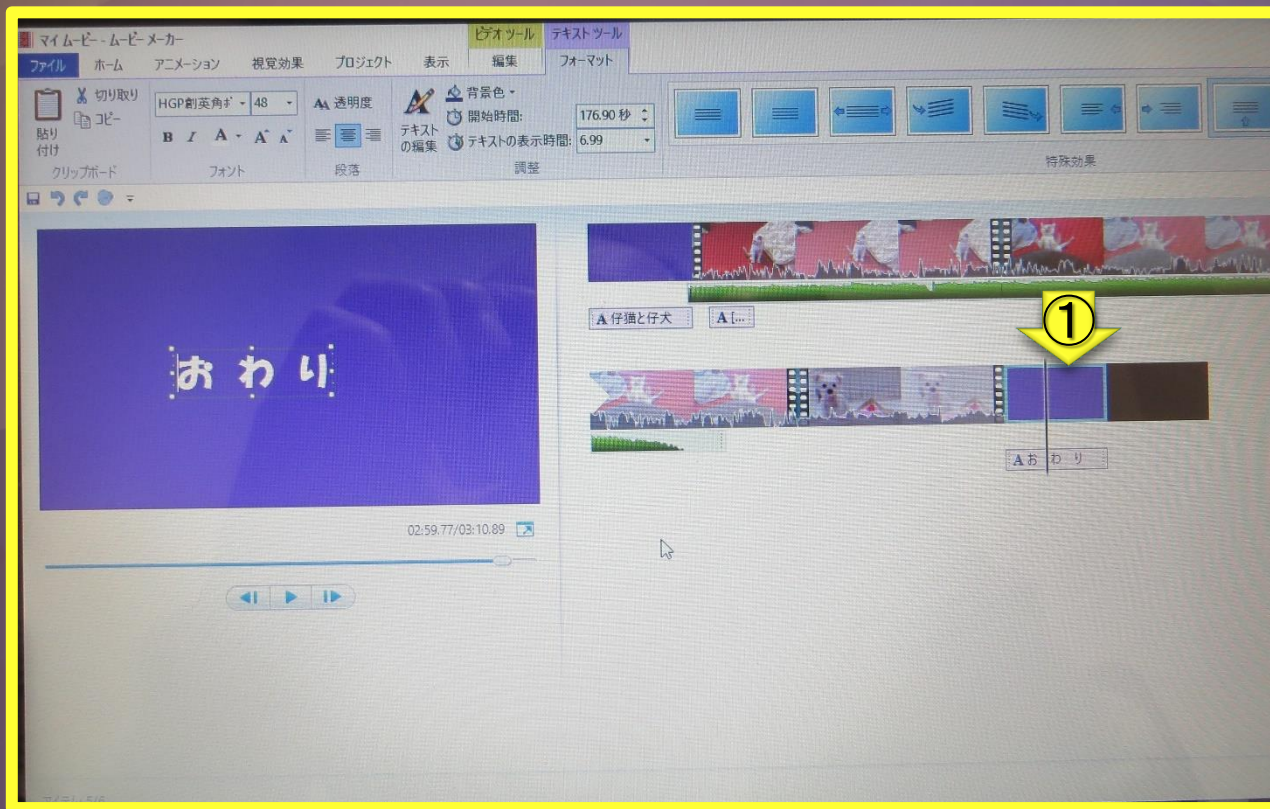 マイ ムービー - ムービー メーカー
ビデオ ツール
テキスト ツール
ファイル
ホーム
アニメーション
視覚効果
プロジェクト
表示
編集
フォーマット
貼り
付け
切り取り
コピー
クリップボード
HGP創英角ﾎﾟ
48
B I A A A
フォント
透明度
段落
テキスト
の編集
背景色
開始時間:
176.90 秒
テキストの表示時間:
6.99
調整
特殊効果
おわり
02:59.77/03:10.89
A 仔猫と仔犬
A [...
①
A お わ り